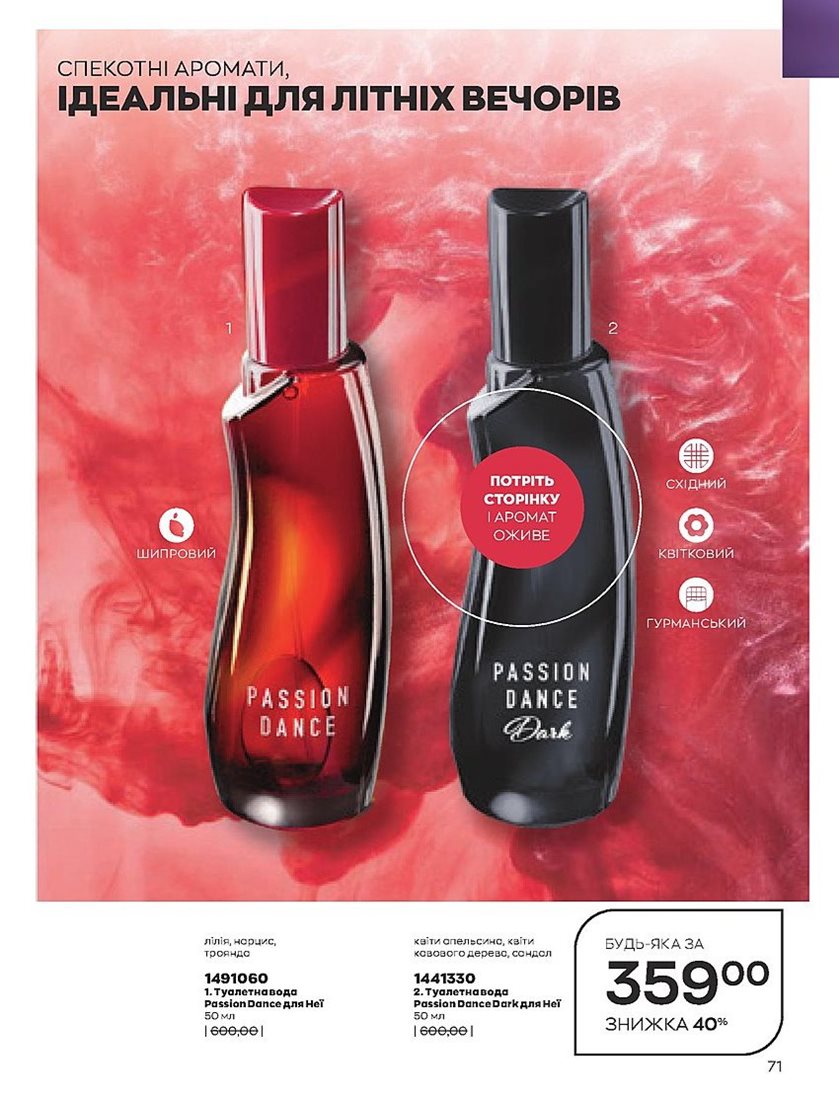 СПЕКОТНІ АРОМАТИ,
ІДЕАЛЬНІ ДЛЯ ЛІТНІХ ВЕЧОРІВ
1
2
ПОТРІТЬ
СТОРІНКУ
І АРОМАТ
ОЖИВЕ
ШИПРОВИЙ
СХІДНИЙ
КВІТКОВИЙ
ГУРМАНСЬКИЙ
PASSION
DANCE
PASSION
DANCE
Dark
лілія, нарцис,
троянда
1491060
1. Туалетна вода
Passion Dance для Неї
50 мл
| 600,00 |
квіти апельсина, квіти
кавового дерева, сандал
1441330
2. Туалетна вода
Passion Dance Dark для Неї
50 мл
| 600,00 |
БУДЬ-ЯКА ЗА
359⁰⁰
ЗНИЖКА 40%
71